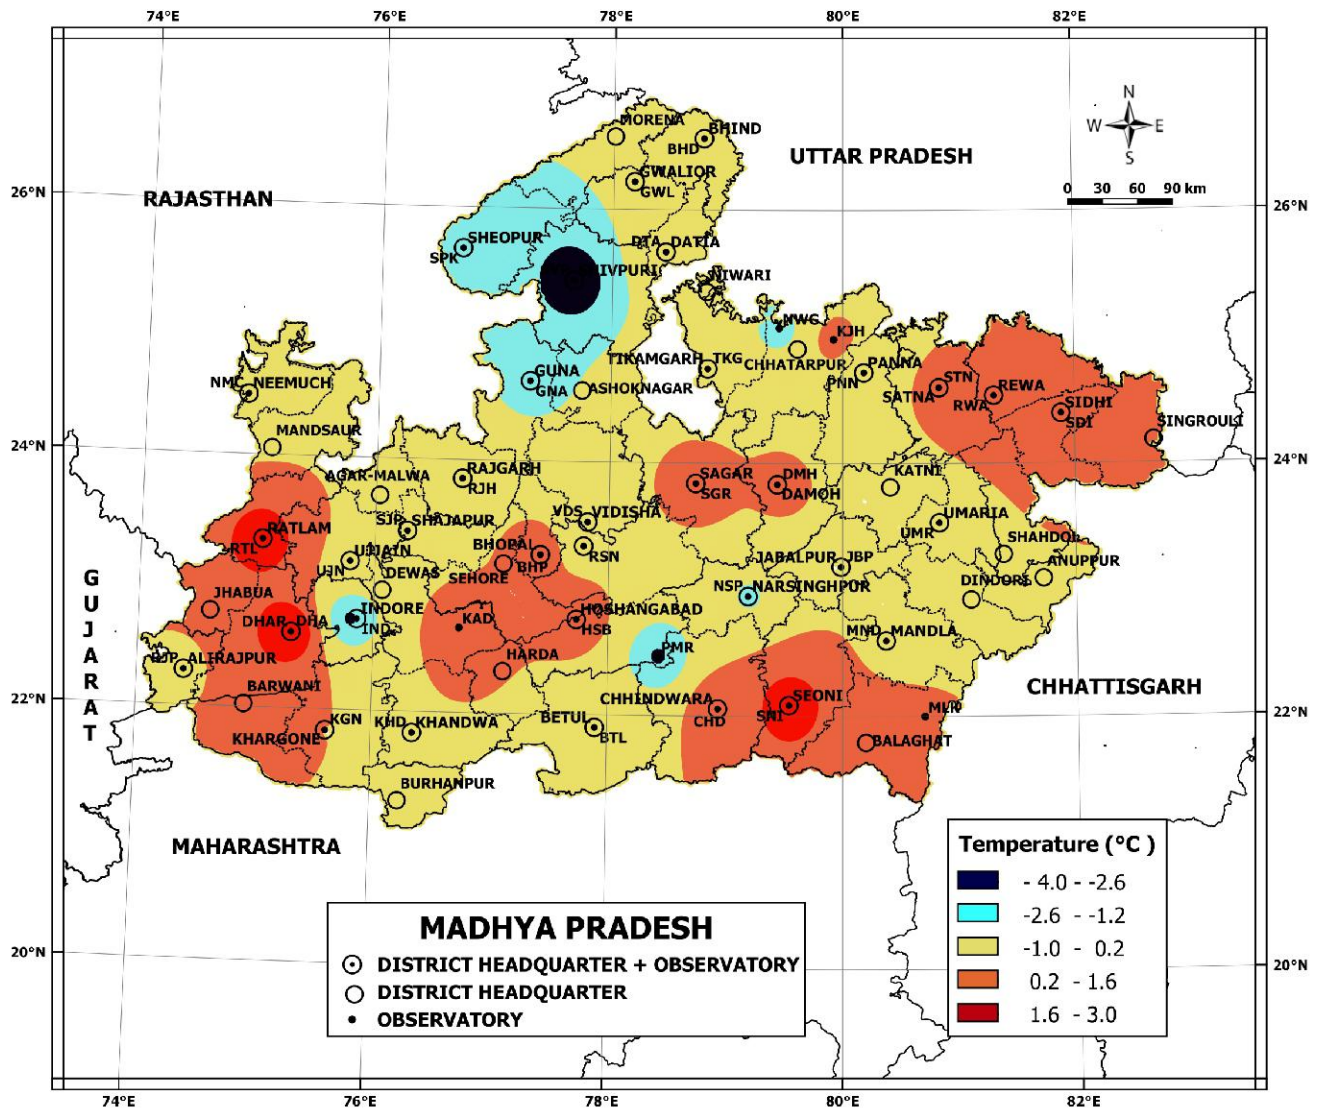 74°E 76°E 78°E 80°E 82°E
N
W E
S
MORENA
BHIND
BHD
UTTAR PRADESH
GWALIOR
GWL
26°N
RAJASTHAN
0 30 60 90 km
26°N
SHEOPUR
SPK
DTA DATIA
SHIVPURI
NIWARI
NWG
KJH
TIKAMGARH TKG
CHHATARPUR
PANNA
PNN
GUNA
GNA
ASHOKNAGAR
NMC NEEMUCH
STN
SATNA
REWA
RWA
SIDHI
SDI
SINGROULI
MANDSAUR
24°N
24°N
AGAR-MALWA
RAJGARH
RJH
SAGAR
SGR
DMH
DAMOH
KATNI
SJP SHAJAPUR
VDS VIDISHA
UMARIA
UMR
RATLAM
RTL
UJJAIN
UJN
BHOPAL
BHP
RSN
SHAHDOL
ANUPPUR
JABALPUR JBP
DEWAS
SEHORE
NSP NARSINGHPUR
DINDORI
GUJARAT
JHABUA
INDORE
IND
DHAR DHA
KAD
HOSHANGABAD
HSB
MND MANDLA
PMR
BJP ALIRAJPUR
HARDA
22°N
22°N
BARWANI
CHHINDWARA
CHD
SEONI
SNI
MLR
CHHATTISGARH
KGN
KHARGONE
KHD KHANDWA
BETUL
BTL
BALAGHAT
BURHANPUR
MAHARASHTRA
Temperature (°C )
- 4.0 - -2.6
-2.6 - -1.2
-1.0 - 0.2
0.2 - 1.6
1.6 - 3.0
MADHYA PRADESH
DISTRICT HEADQUARTER + OBSERVATORY
DISTRICT HEADQUARTER
OBSERVATORY
20°N
20°N
74°E 76°E 78°E 80°E 82°E